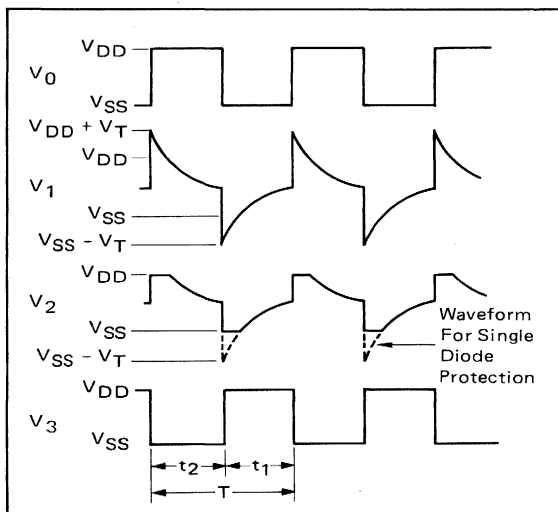 VDD
V0
VSS
VDD + VT
VDD
V1
VSS
VSS – VT
VDD
V2
VSS
VSS – VT
Waveform
For Single
Diode
Protection
VDD
V3
VSS
t2
t1
T